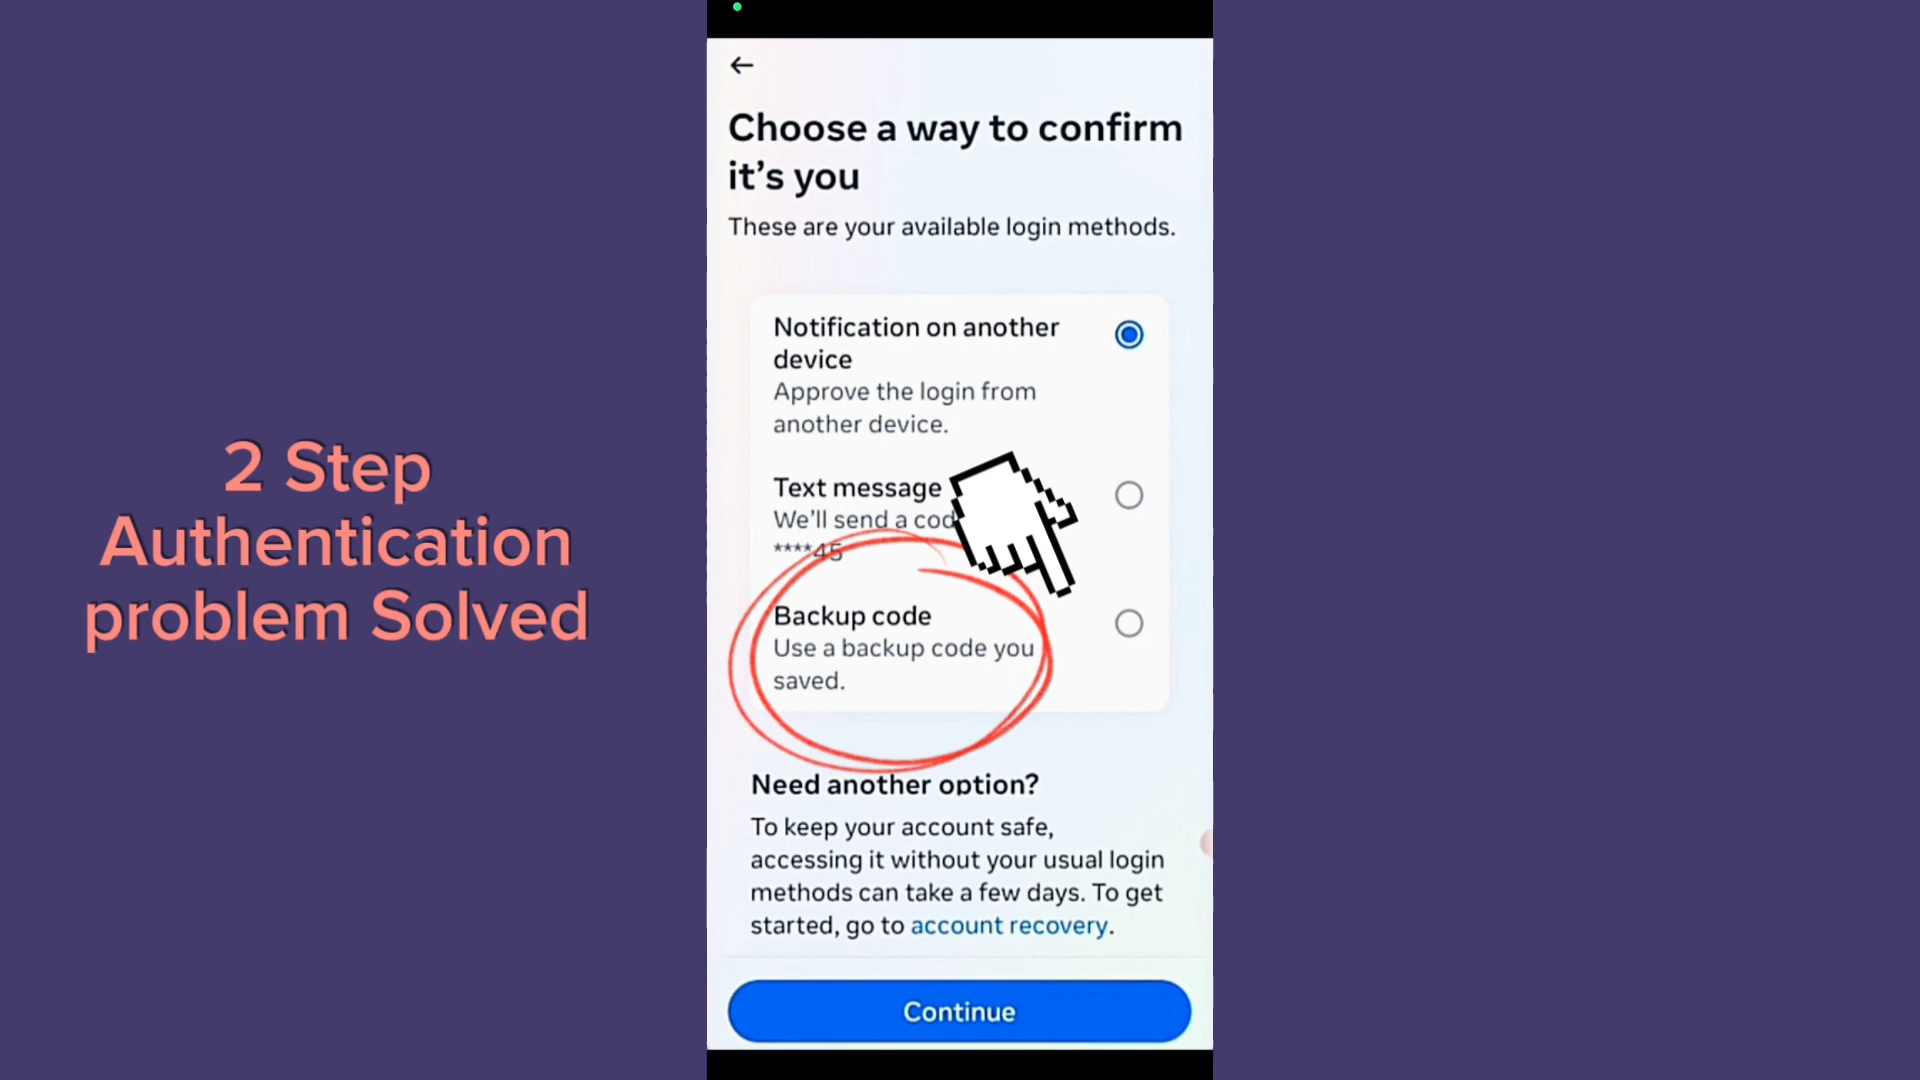 2 Step
Authentication
problem Solved
Choose a way to confirm
it's you
These are your available login methods.
Notification on another
device
Approve the login from
another device.
Text message
We'll send a cod
****45
Backup code
Use a backup code you
saved.
Need another option?
To keep your account safe,
accessing it without your usual login
methods can take a few days. To get
started, go to account recovery.
Continue